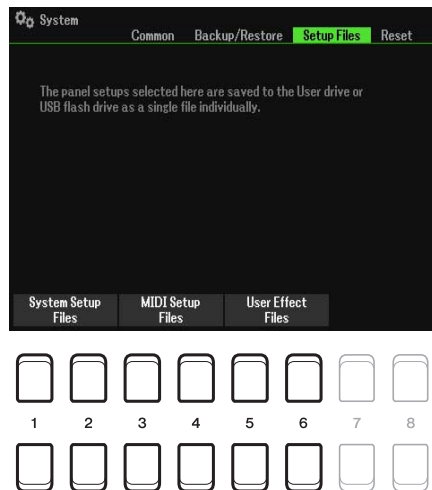 System
Common Backup/Restore Setup Files Reset
The panel setups selected here are saved to the User drive or
USB flash drive as a single file individually.
System Setup Files MIDI Setup Files User Effect Files
1 2 3 4 5 6 7 8